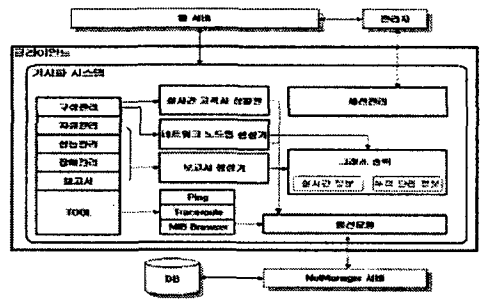 웹 서버
관리자
클라이언트
가시화 시스템
구성관리
자원관리
성능관리
장애관리
보고서
TOOL
실시간 고객사 상황판
네트워크 노드맵 생성기
보고서 생성기
Ping
Traceroute
MIB Browser
세션관리
그래프 출력
실시간 정보
통신모듈
DB
NetManager 서버